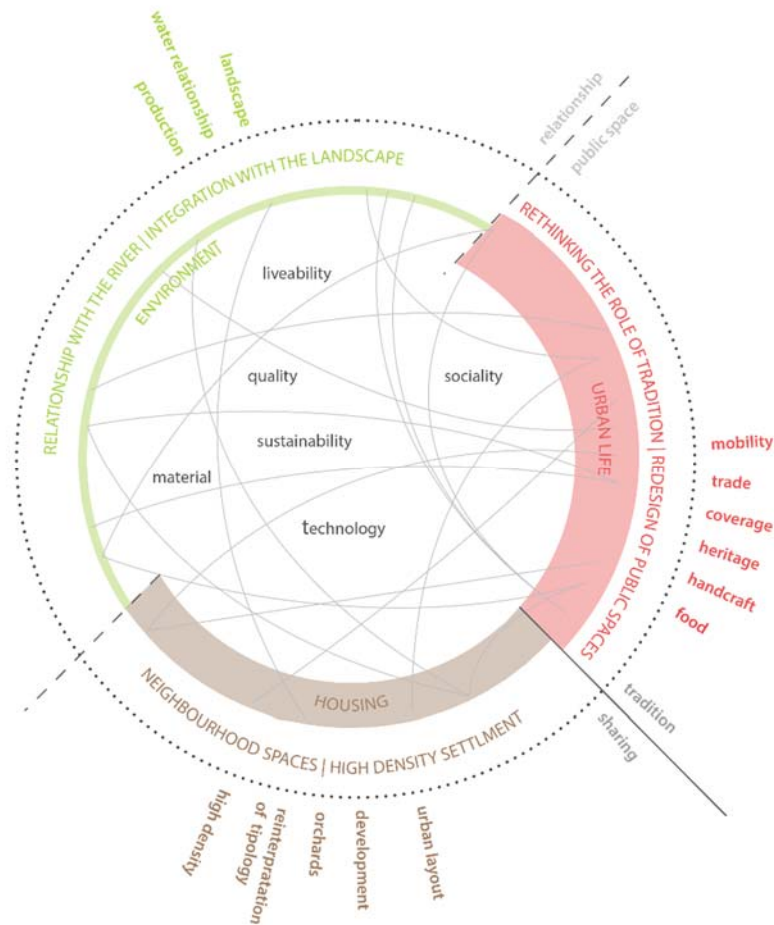 landscape
water relationship
production
relationship
public space
RELATIONSHIP WITH THE RIVER | INTEGRATION WITH THE LANDSCAPE
ENVIRONMENT
RETHINKING THE ROLE OF TRADITION | REDESIGN OF PUBLIC SPACES
URBAN LIFE
liveability
quality
sociality
sustainability
material
technology
mobility
trade
coverage
heritage
handcraft
food
tradition
sharing
HOUSING
NEIGHBOURHOOD SPACES | HIGH DENSITY SETTLMENT
high density
reinterpratation
of tipology
orchards
development
urban layout